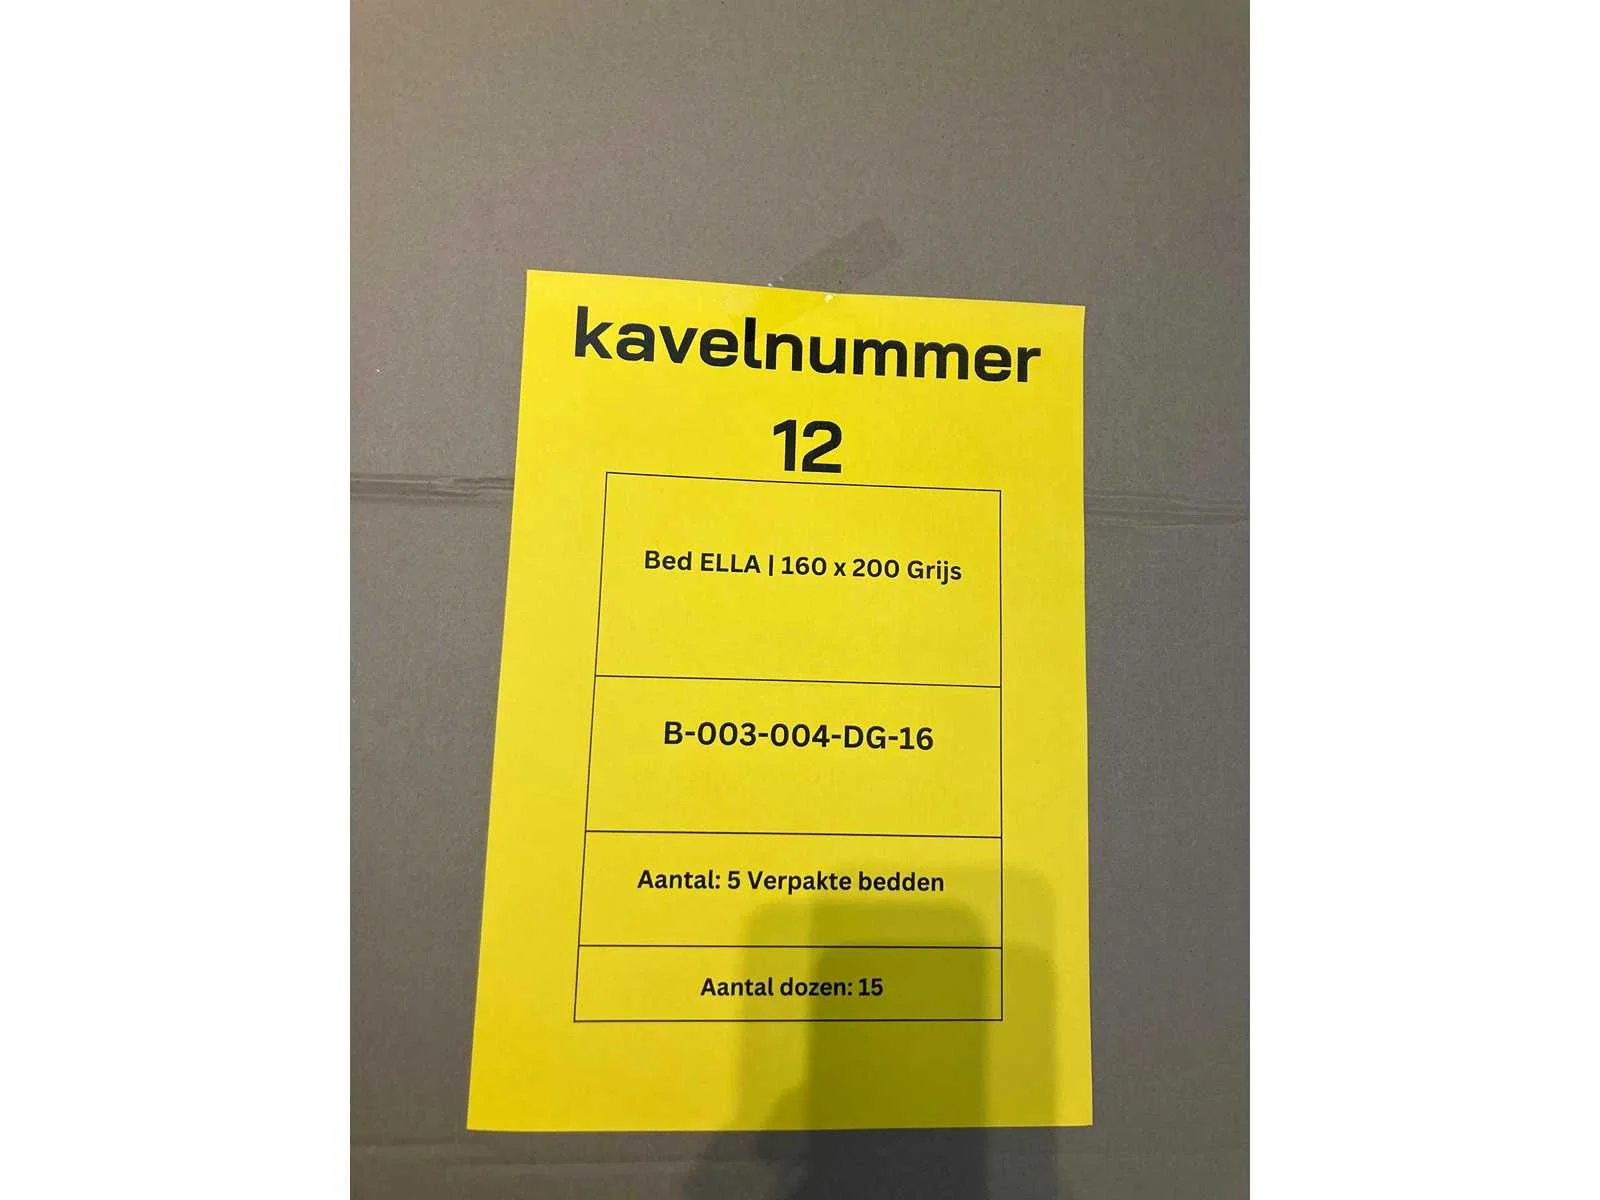 kavelnummer
12
Bed ELLA | 160 x 200 Grijs
B-003-004-DG-16
Aantal: 5 Verpakte bedden
Aantal dozen: 15